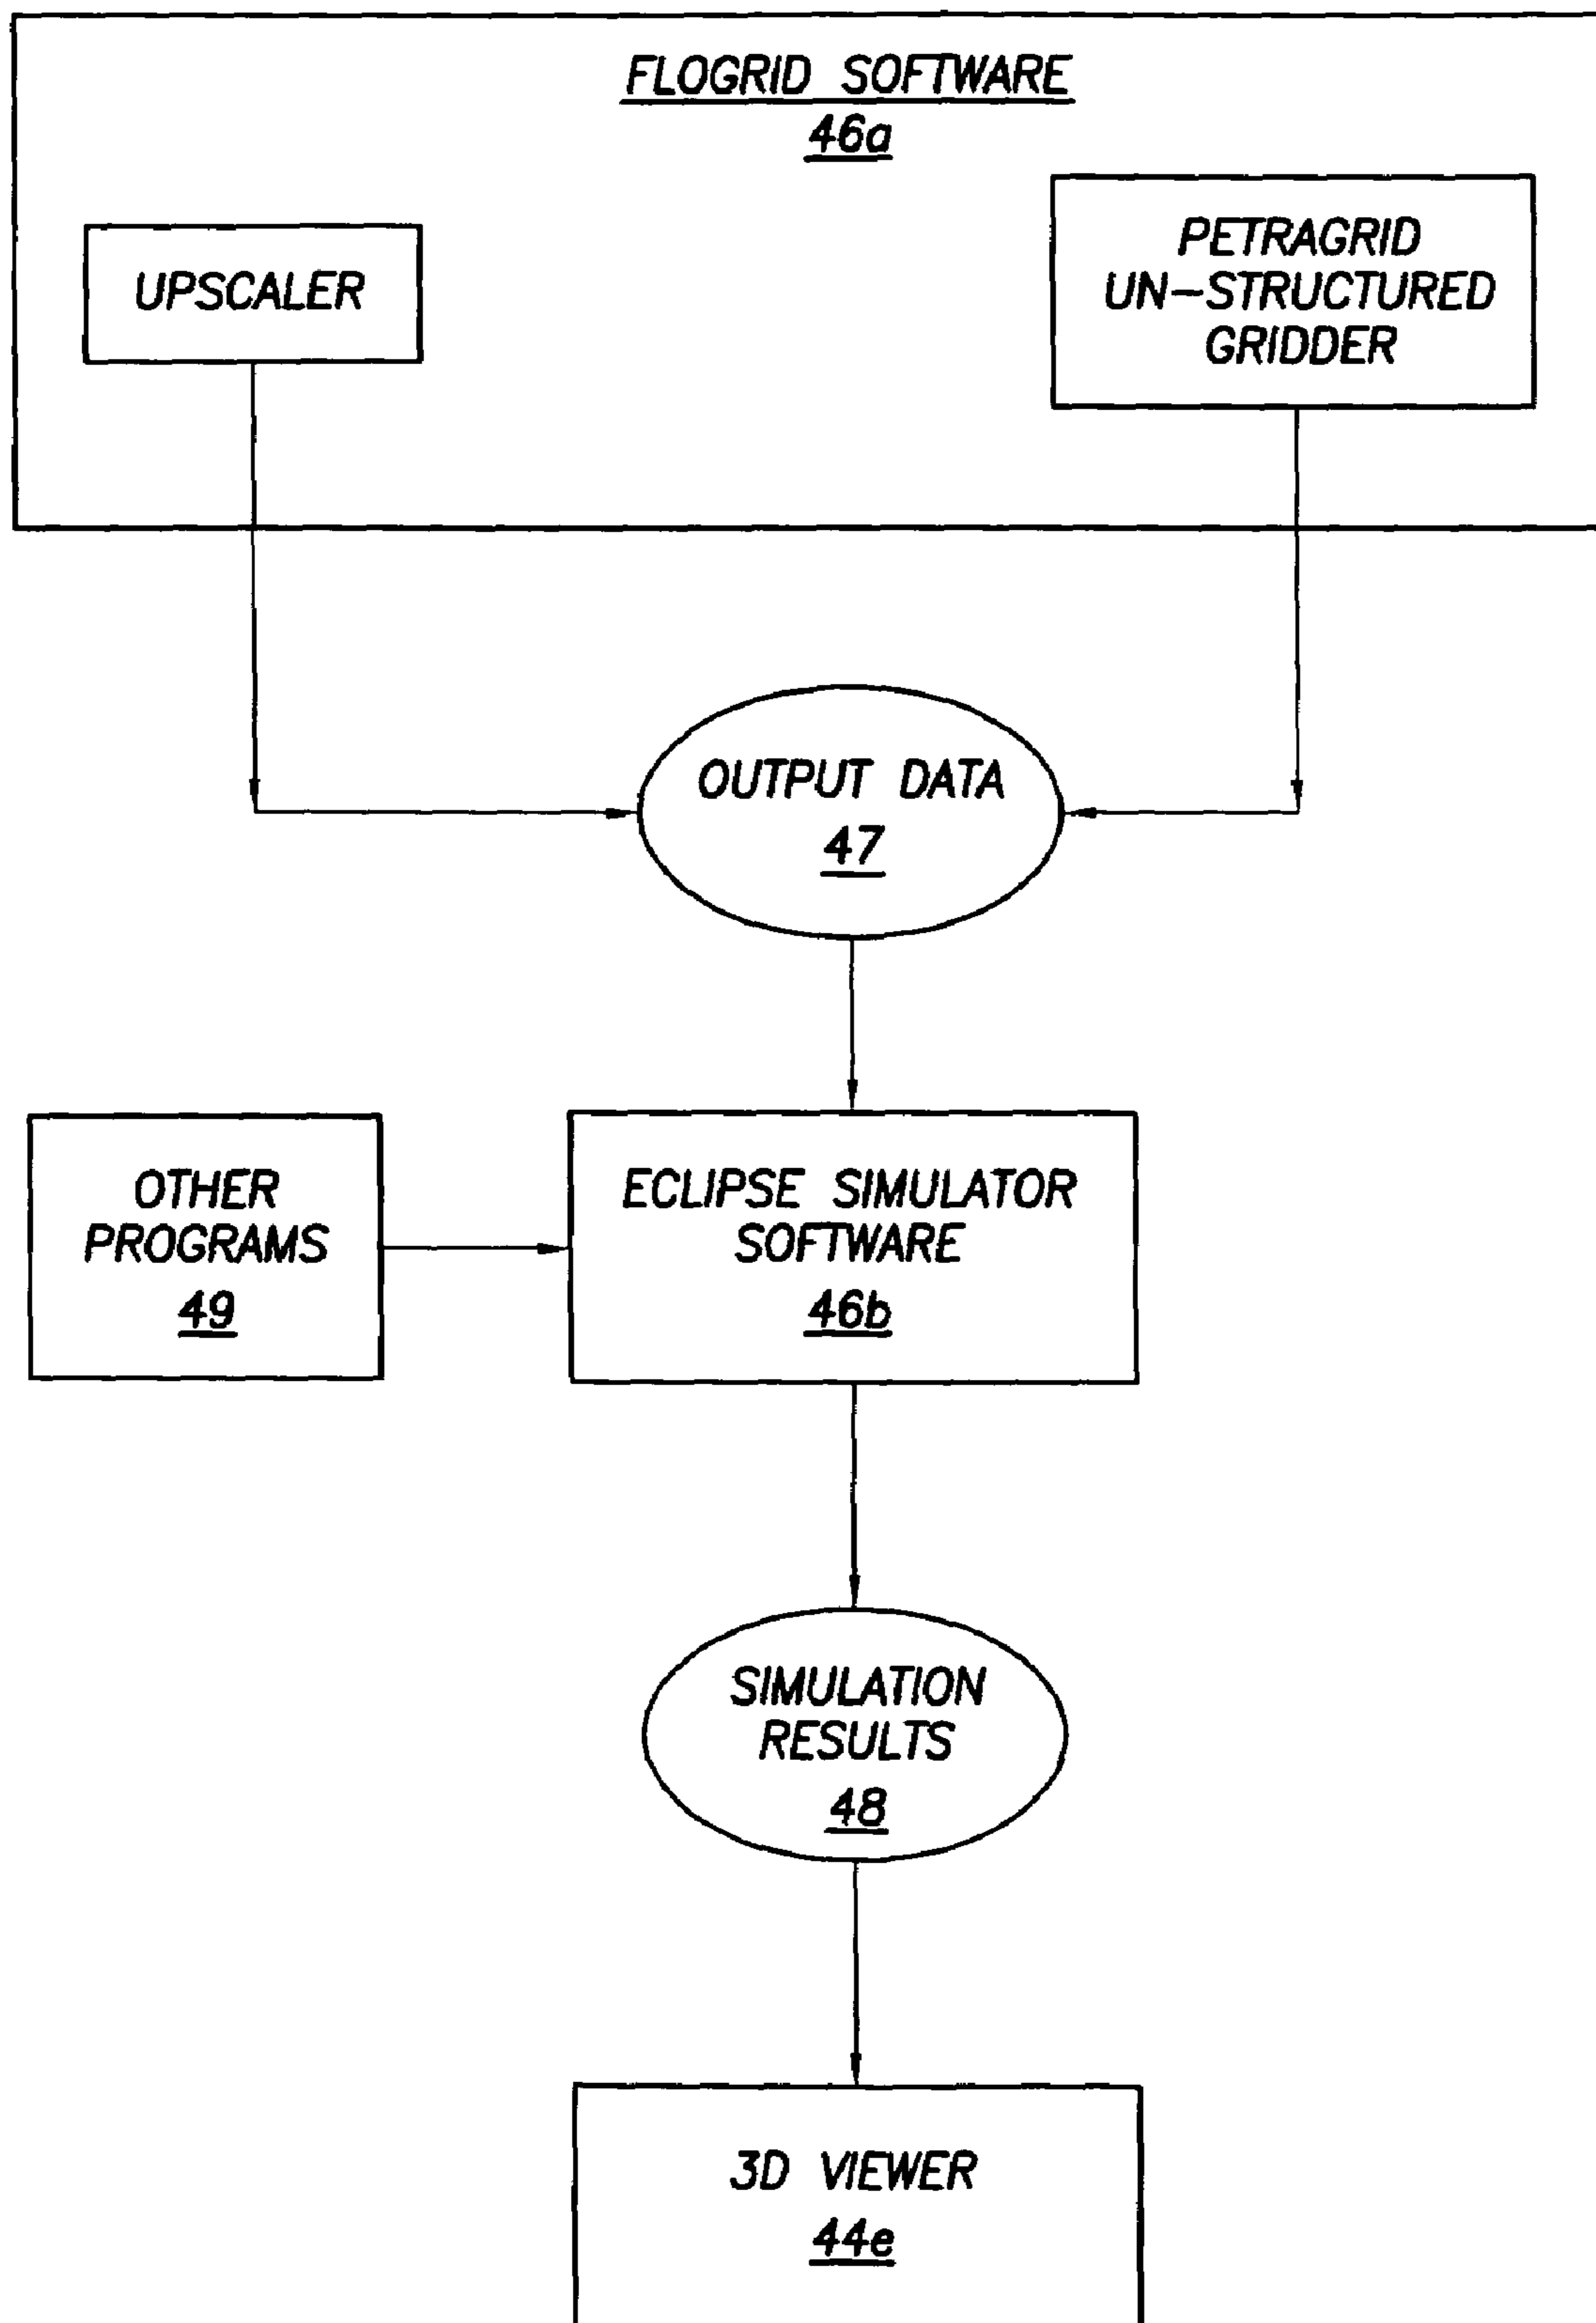 FLOGRID SOFTWARE
46a
UPSCALER
PETRAGRID
UN-STRUCTURED
GRIDDER
OUTPUT DATA
47
OTHER
PROGRAMS
49
ECLIPSE SIMULATOR
SOFTWARE
46b
SIMULATION
RESULTS
48
3D VIEWER
44e